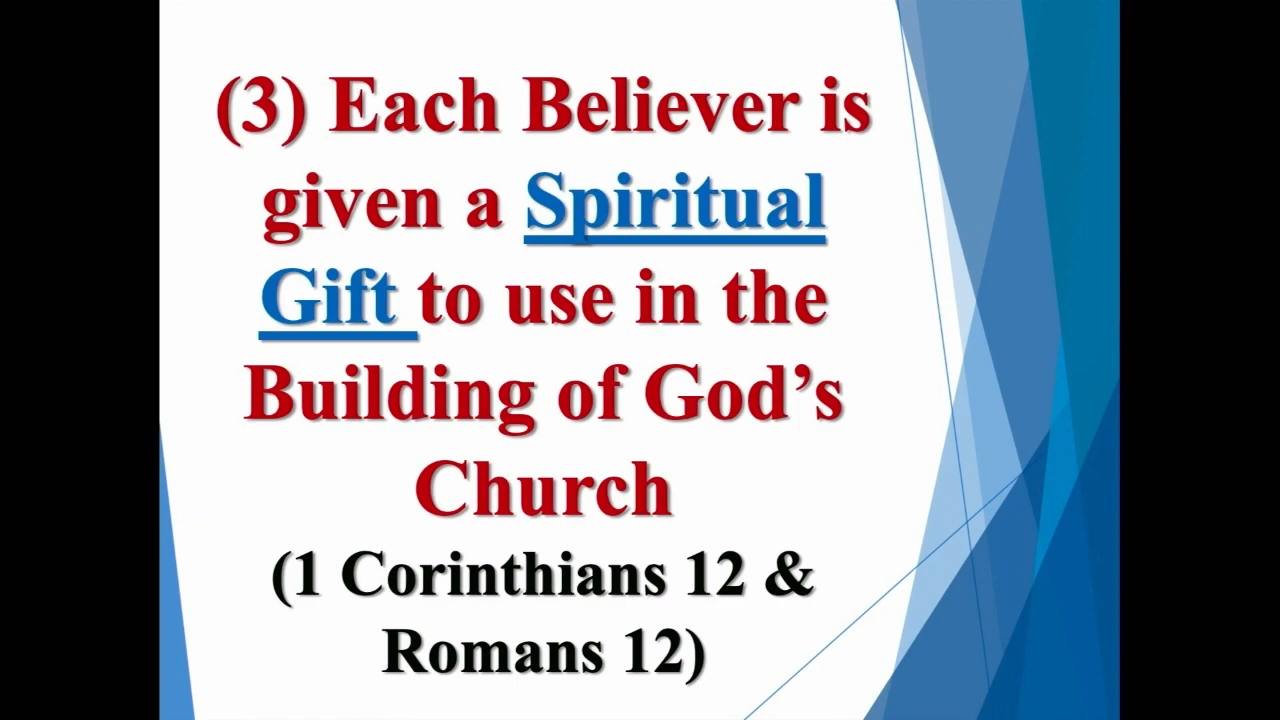 (3) Each Believer is
given a Spiritual
Gift to use in the
Building of God’s
Church
(1 Corinthians 12 &
Romans 12)